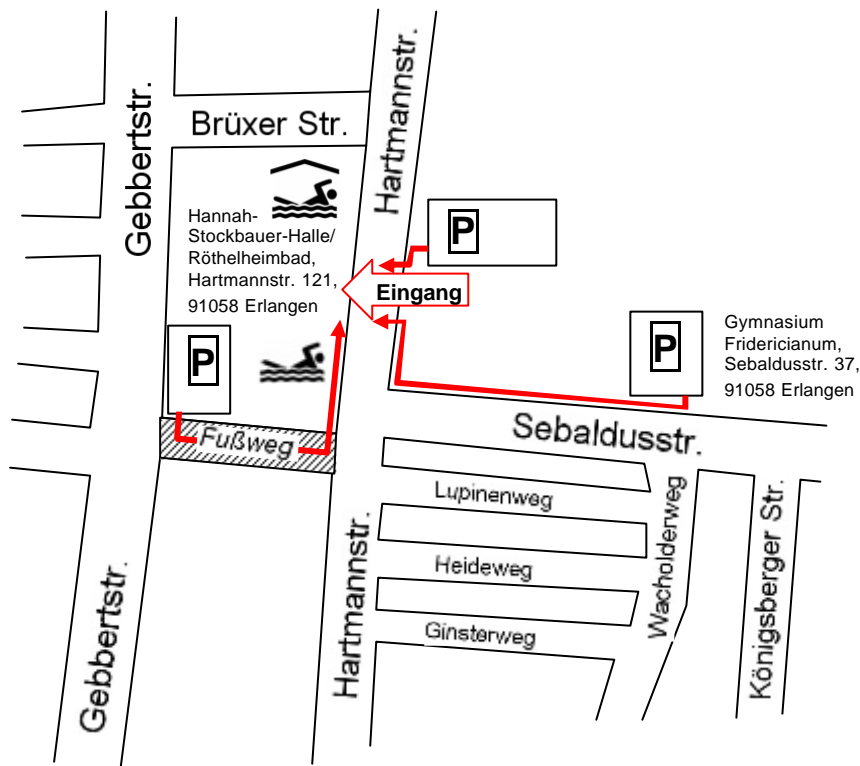 Gebbertstr.
Brüxer Str.
Hartmannstr.
Hannah-
Stockbauer-Halle/
Röthelheimbad,
Hartmannstr. 121,
91058 Erlangen
P
Eingang
P
P
Gymnasium
Fridericianum,
Sebaldusstr. 37,
91058 Erlangen
Fußweg
Sebaldusstr.
Lupinenweg
Heideweg
Ginsterweg
Wacholderweg
Königsberger Str.
Hartmannstr.
Gebbertstr.